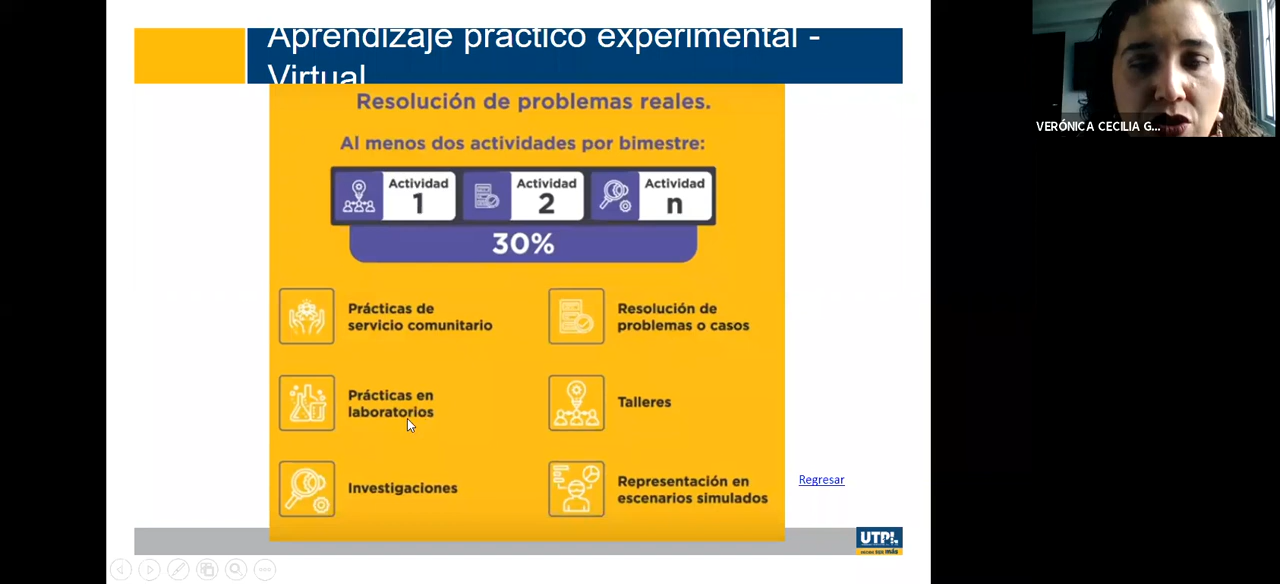 Aprendizaje práctico experimental -
Virtual
Resolución de problemas reales.
Al menos dos actividades por bimestre:
Actividad
1
Actividad
2
Actividad
n
30%
Prácticas de
servicio comunitario
Resolución de
problemas o casos
Prácticas en
laboratorios
Talleres
Investigaciones
Representación en
escenarios simulados
Regresar
UTPL
VERÓNICA CECILIA G...